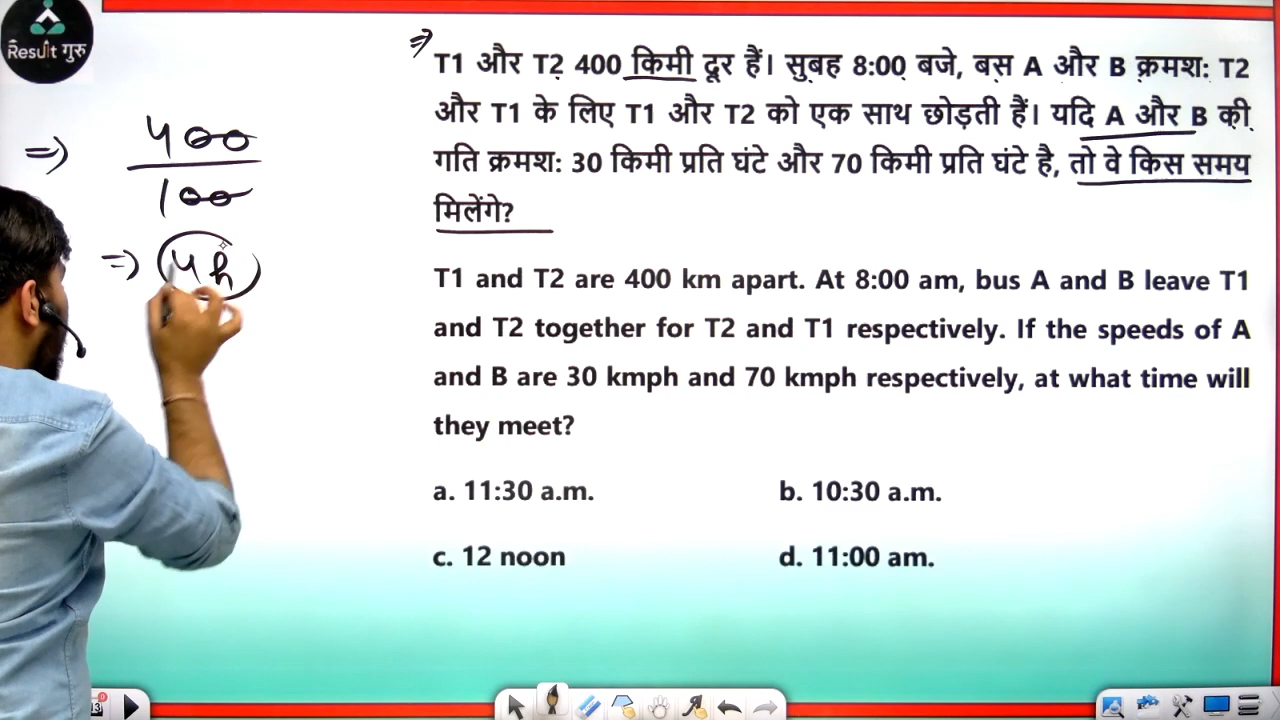 Result गुरु
T1 और T2 400 किमी दूर हैं। सुबह 8:00 बजे, बस A और B क्रमश: T2
और T1 के लिए T1 और T2 को एक साथ छोड़ती हैं। यदि A और B की
गति क्रमश: 30 किमी प्रति घंटे और 70 किमी प्रति घंटे है, तो वे किस समय
मिलेंगे?
T1 and T2 are 400 km apart. At 8:00 am, bus A and B leave T1
and T2 together for T2 and T1 respectively. If the speeds of A
and B are 30 kmph and 70 kmph respectively, at what time will
they meet?
a. 11:30 a.m.
b. 10:30 a.m.
c. 12 noon
d. 11:00 am.
⇒ 400
100
⇒ 4h